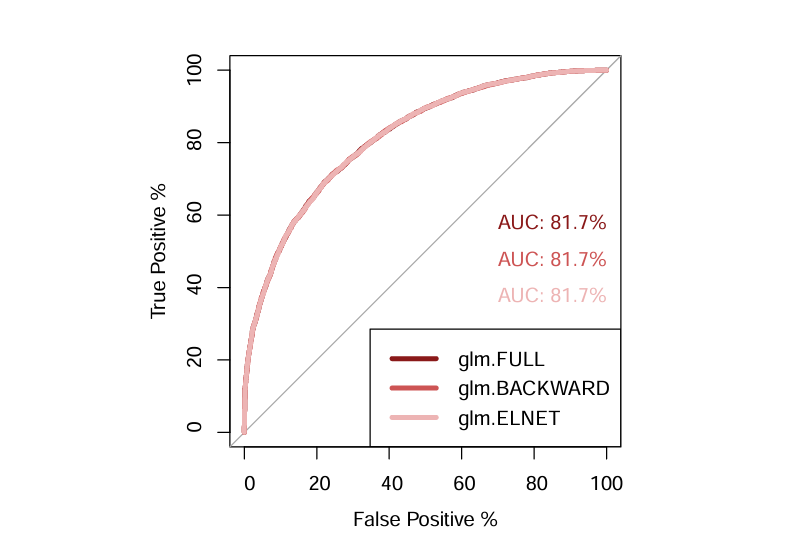 100
80
60
40
20
0
True Positive %
AUC: 81.7%
AUC: 81.7%
AUC: 81.7%
glm.FULL
glm.BACKWARD
glm.ELNET
0 20 40 60 80 100
False Positive %